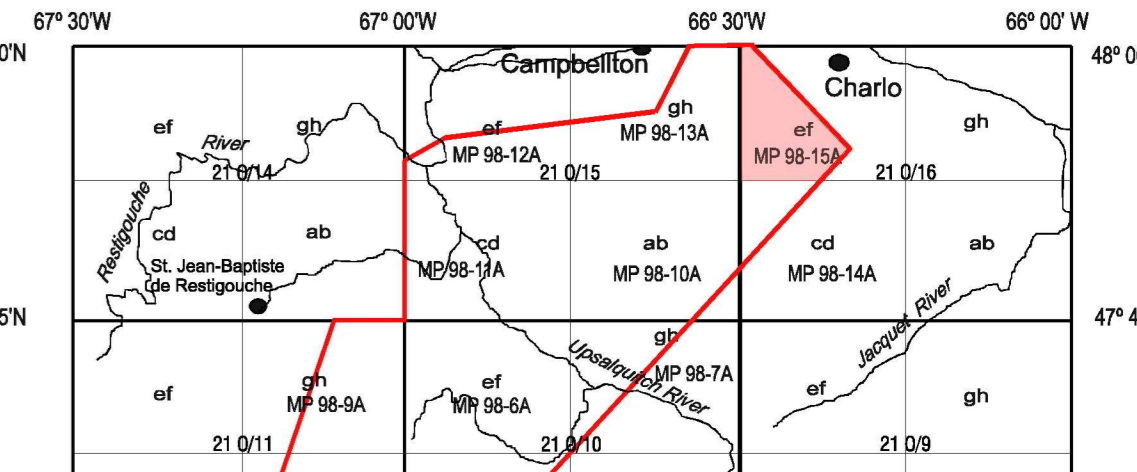 67º 30'W 67º 00'W 66º 30'W 66º 00' W
0'N 48º 0
Campbellton
Charlo
ef gh ef gh ef gh
River
MP 98-12A MP 98-13A MP 98-15A
21 0/14 21 0/15 21 0/16
Restigouche
cd ab cd ab cd ab
St. Jean-Baptiste
de Restigouche
MP 98-11A MP 98-10A MP 98-14A
5'N 47º 4
Jacquet River
Upsalquitch River
ef gh ef gh ef gh
MP 98-9A MP 98-6A MP 98-7A
21 0/11 21 0/10 21 0/9